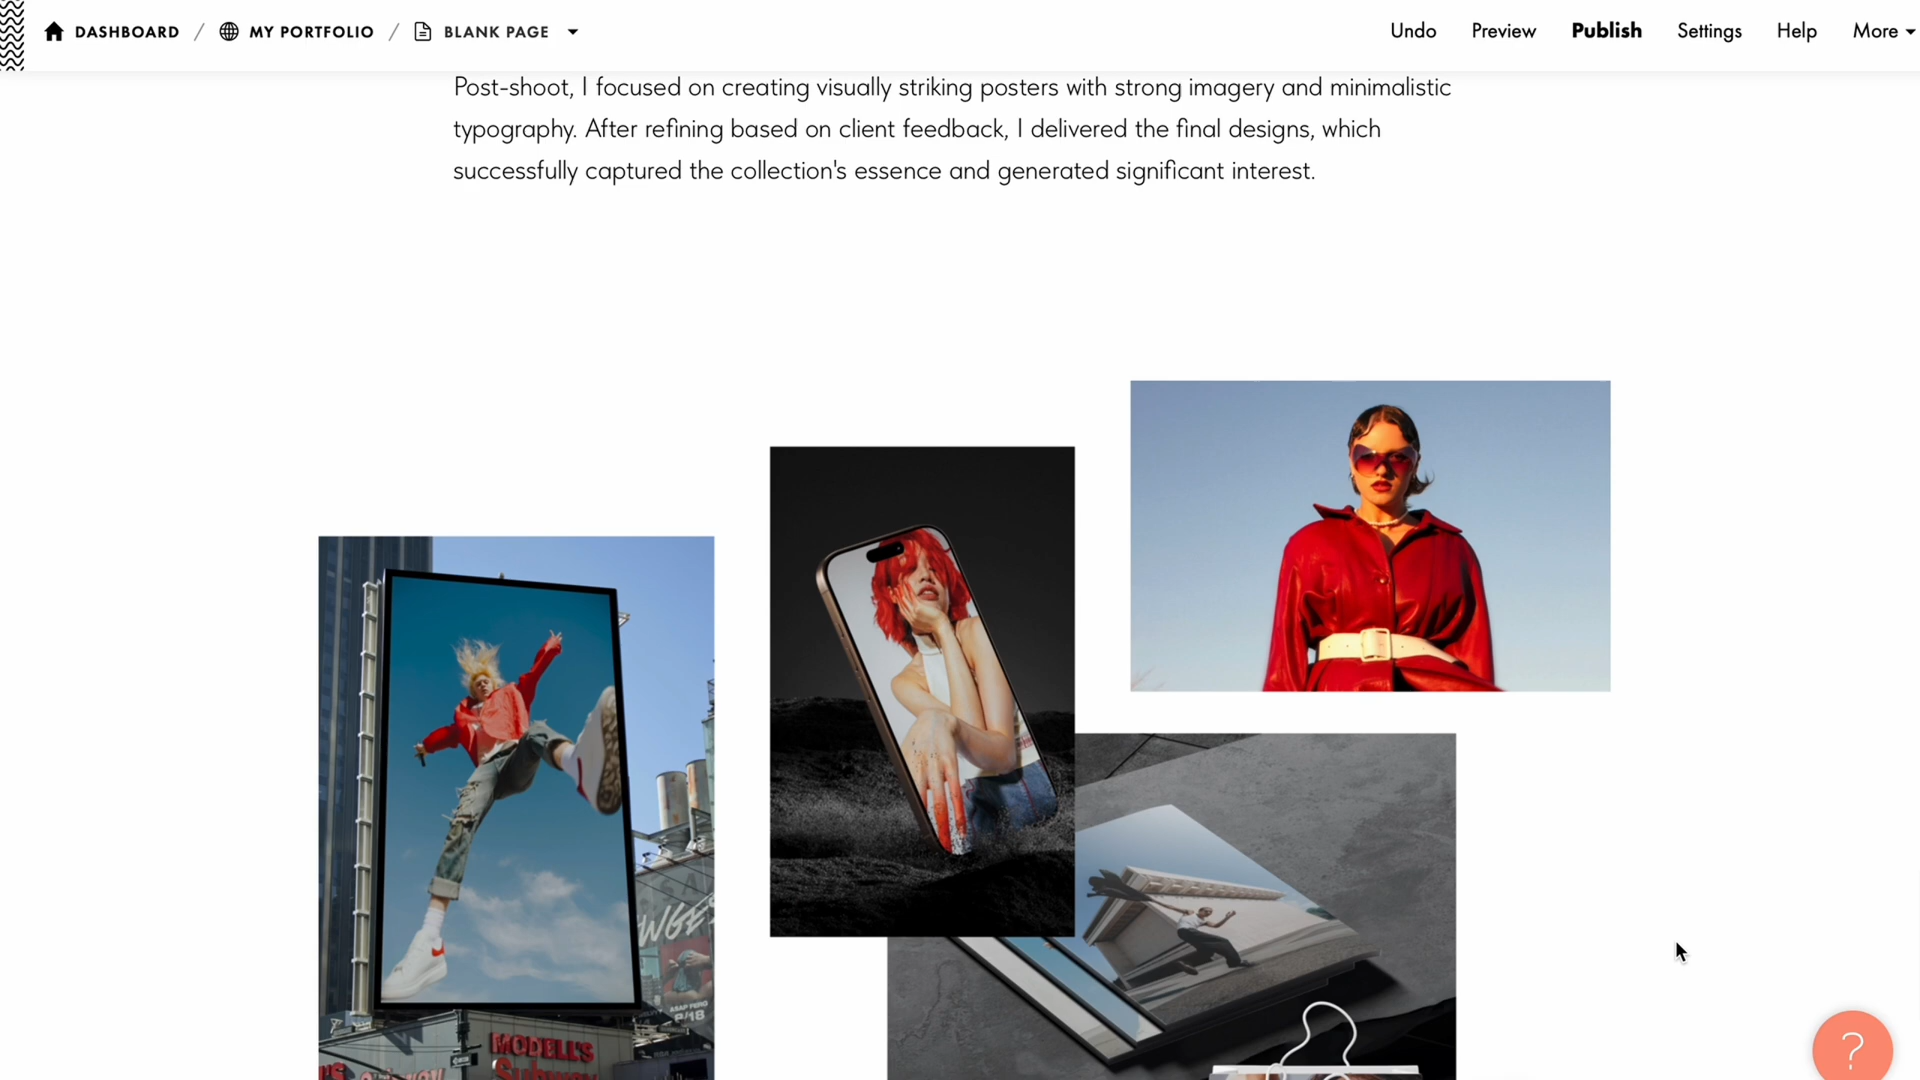 DASHBOARD / MY PORTFOLIO / BLANK PAGE
Undo Preview Publish Settings Help More
Post-shoot, I focused on creating visually striking posters with strong imagery and minimalistic
typography. After refining based on client feedback, I delivered the final designs, which
successfully captured the collection's essence and generated significant interest.
MODELL'S
Subway
?